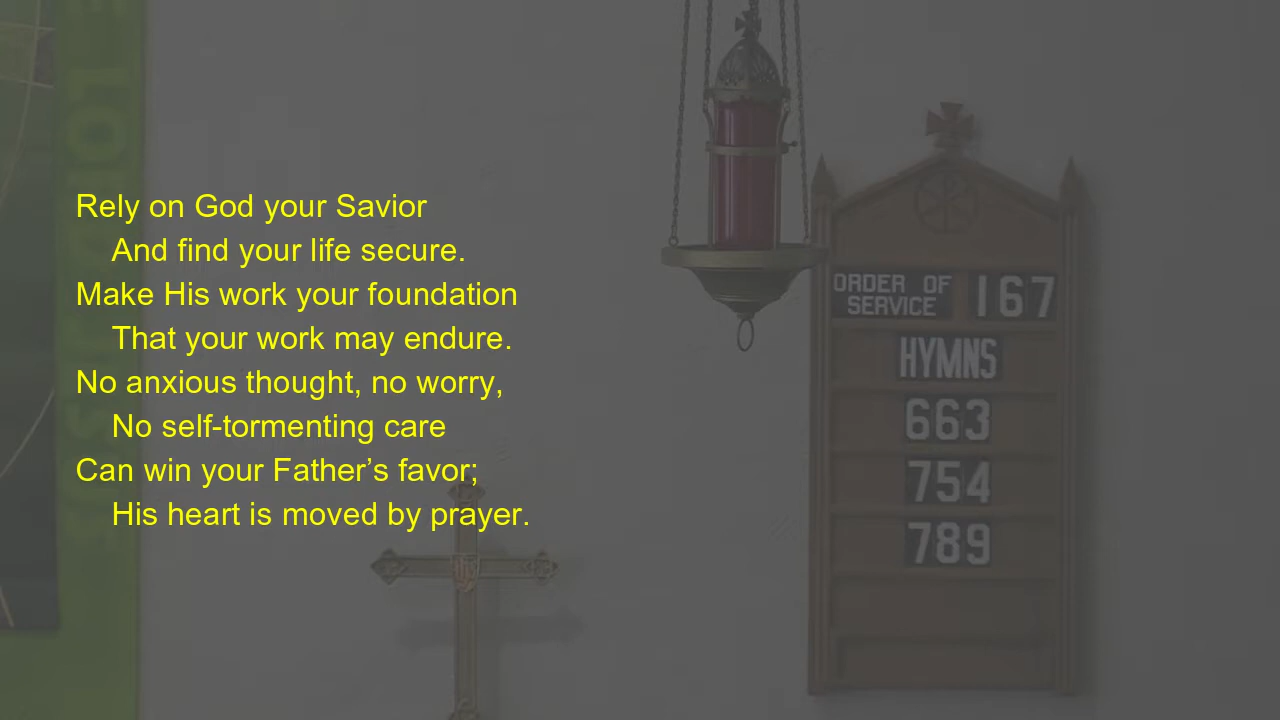 Rely on God your Savior
And find your life secure.
Make His work your foundation
That your work may endure.
No anxious thought, no worry,
No self-tormenting care
Can win your Father’s favor;
His heart is moved by prayer.
ORDER OF
SERVICE 167
HYMNS
663
754
789